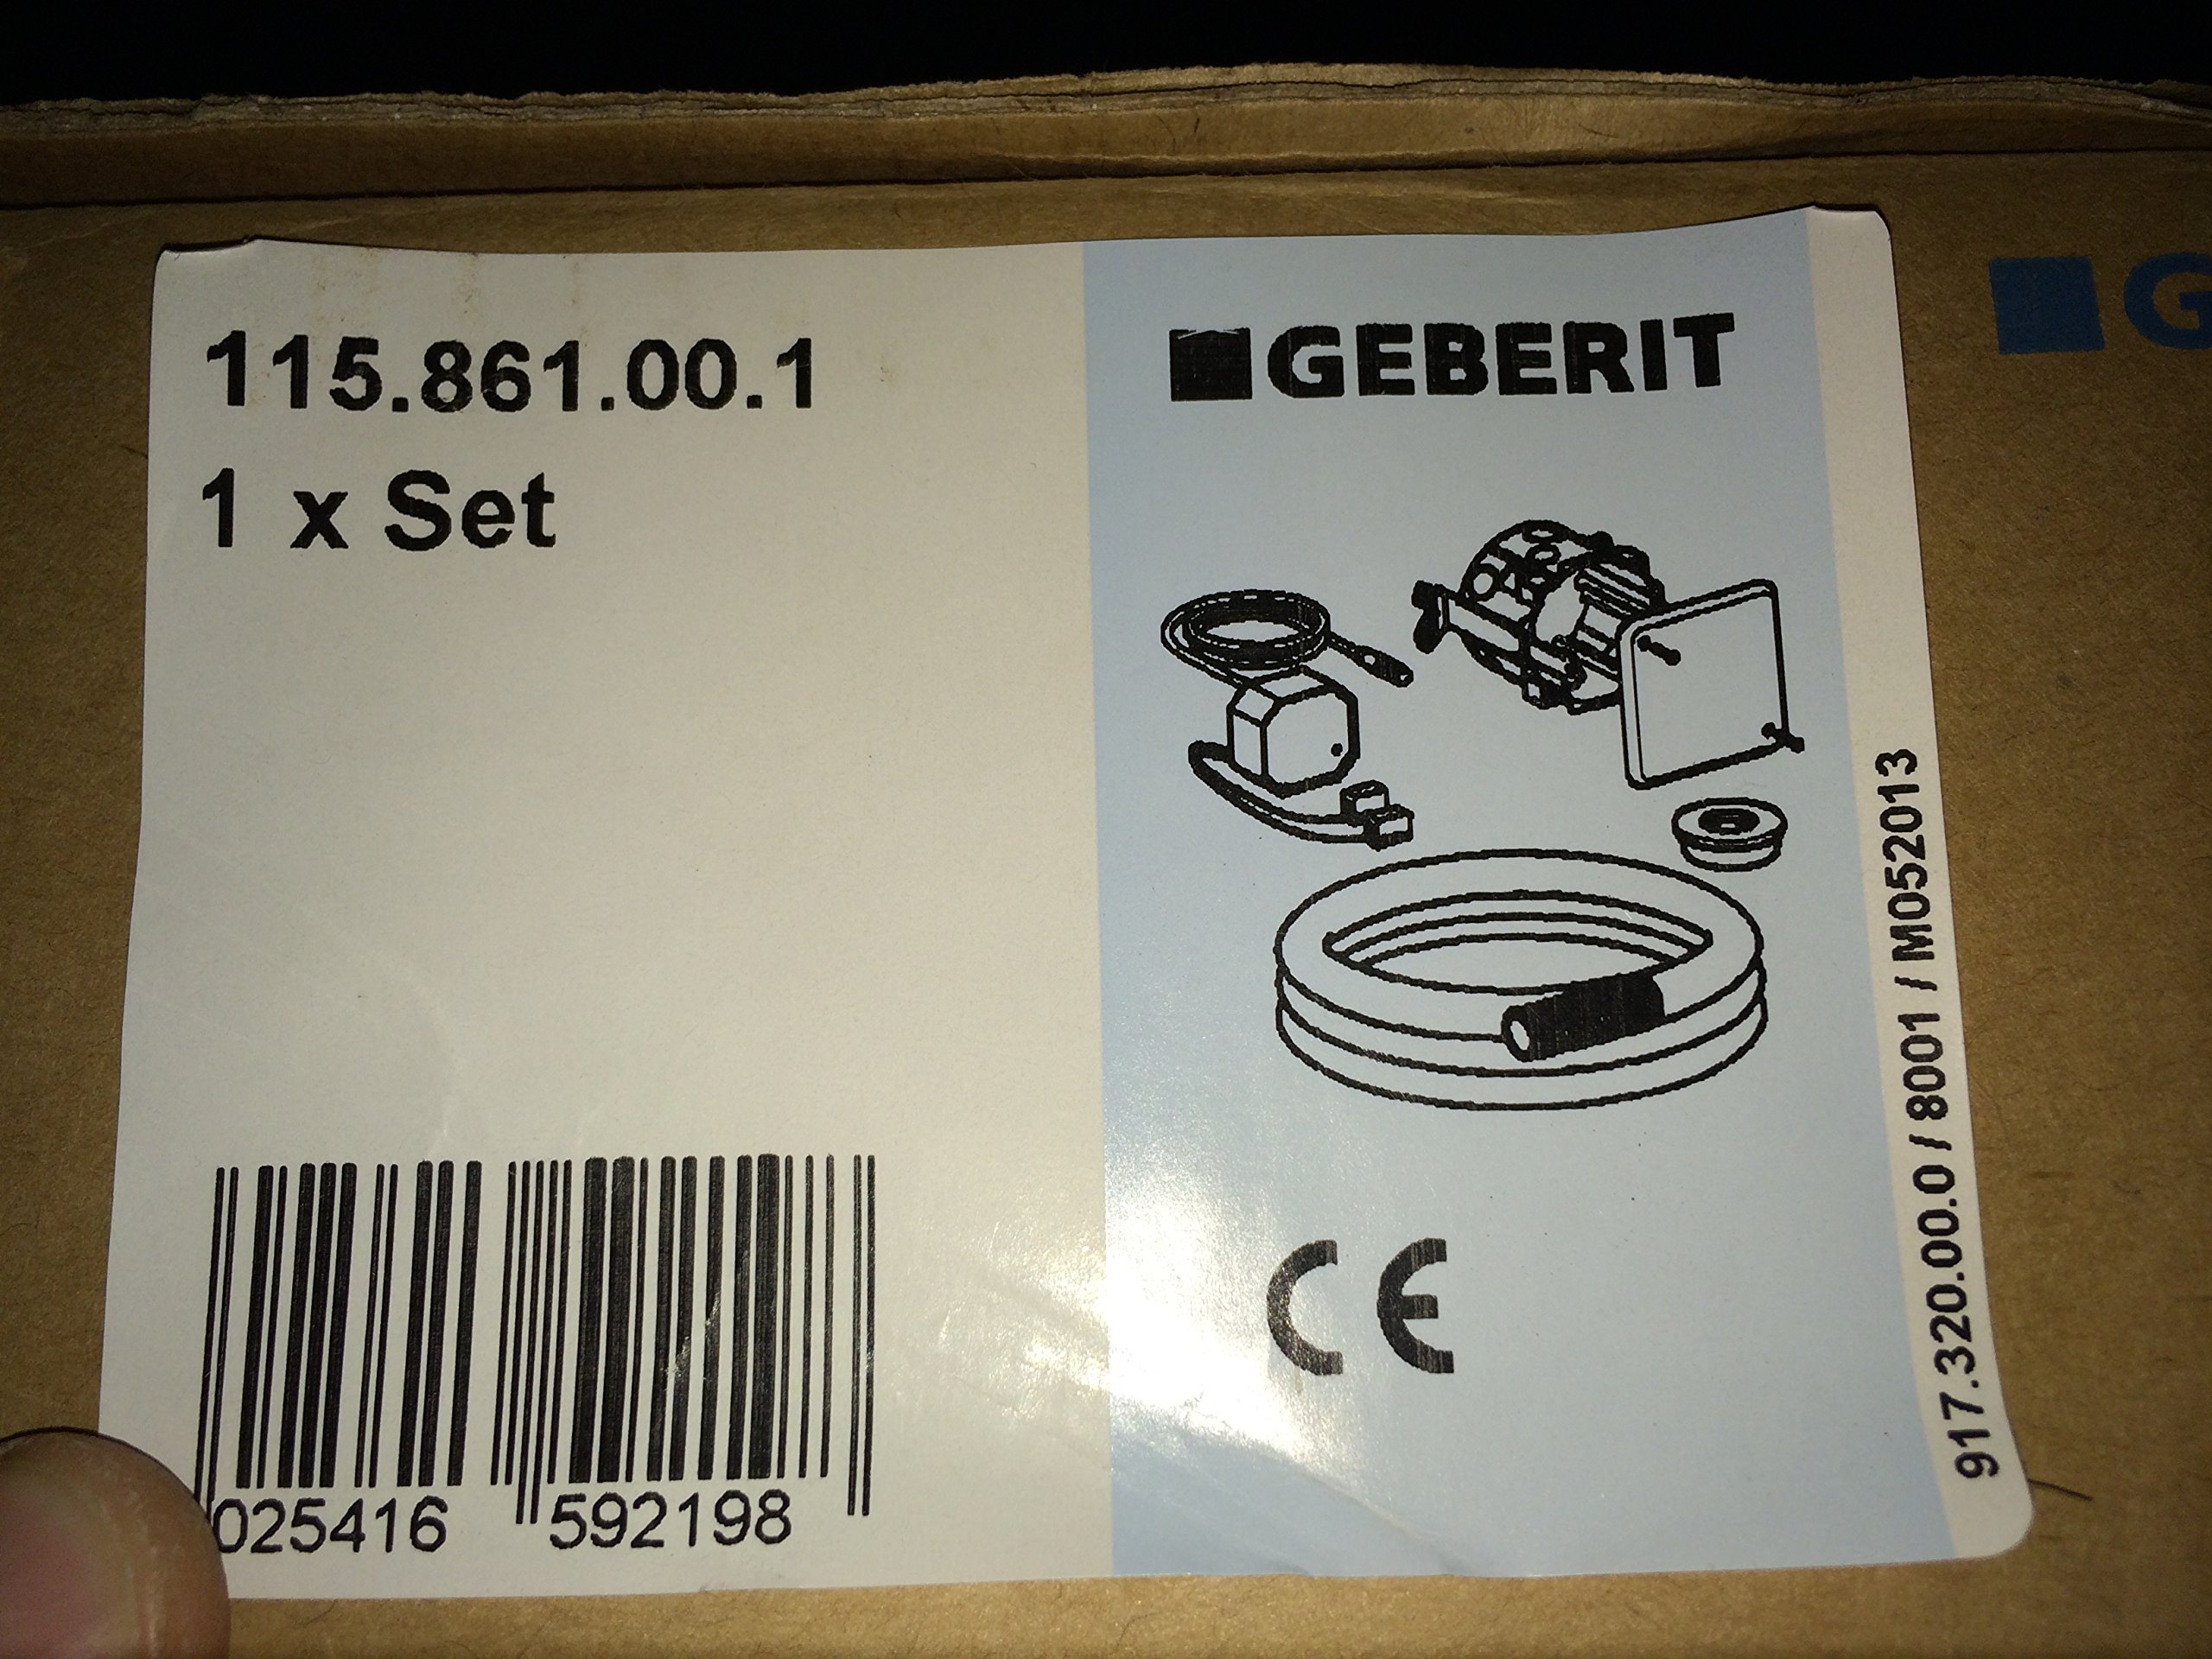 115.861.00.1
1 x Set
GEBERIT
G
CE
917.320.00.0 / 8001 / M052013
025416 592198